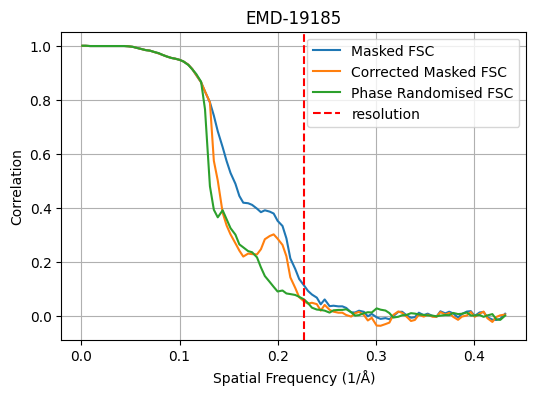 EMD-19185
Masked FSC
Corrected Masked FSC
Phase Randomised FSC
resolution
Correlation
1.0
0.8
0.6
0.4
0.2
0.0
0.0 0.1 0.2 0.3 0.4
Spatial Frequency (1/Å)